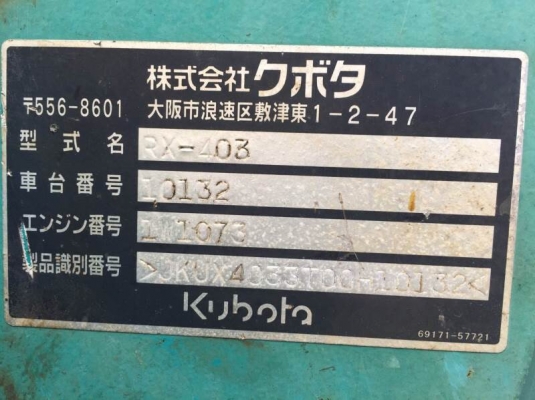 株式会社クボタ
〒556-8601 大阪市浪速区敷津東1-2-47
型式名 RX-403
車台番号 10132
エンジン番号 1M1073
製品識別番号
Kubota
69171-57721